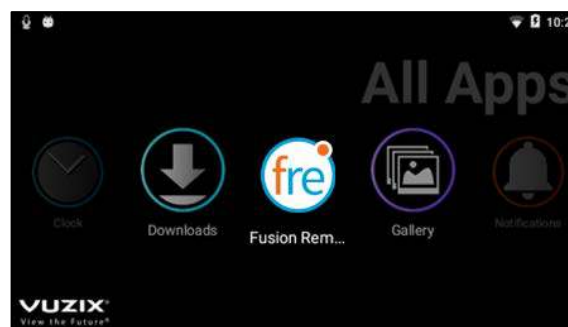 10:2
All Apps
fre
Clock
Downloads
Fusion Rem...
Gallery
Notifications
VUZIX®
View the Future®